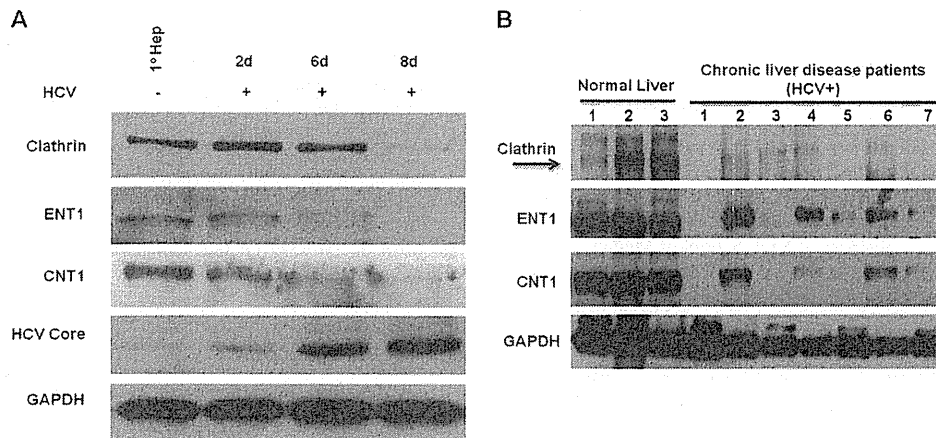 A
1º Hep 2d 6d 8d
HCV - + + +
Clathrin
ENT1
CNT1
HCV Core
GAPDH
B
Normal Liver
Chronic liver disease patients
(HCV+)
1 2 3 1 2 3 4 5 6 7
Clathrin
ENT1
CNT1
GAPDH